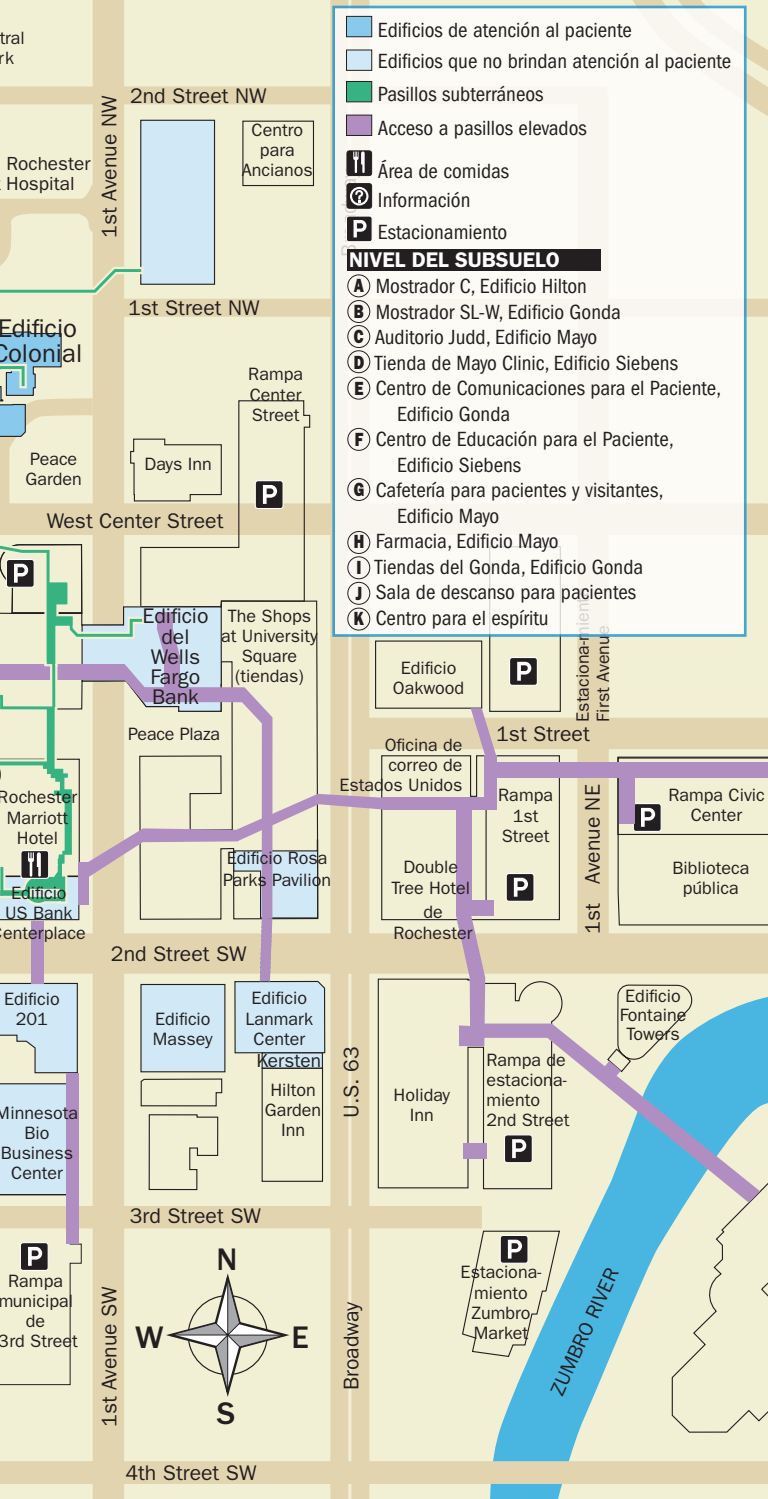 tral
rk
2nd Street NW
1st Avenue NW
Centro
para
Ancianos
Rochester
Hospital
1st Street NW
Edificio
Colonial
Rampa
Center
Street
Peace
Garden
Days Inn
P
West Center Street
Edificios de atención al paciente
Edificios que no brindan atención al paciente
Pasillos subterráneos
Acceso a pasillos elevados
Área de comidas
? Información
P Estacionamiento
NIVEL DEL SUBSUELO
A Mostrador C, Edificio Hilton
B Mostrador SL-W, Edificio Gonda
C Auditorio Judd, Edificio Mayo
D Tienda de Mayo Clinic, Edificio Siebens
E Centro de Comunicaciones para el Paciente,
Edificio Gonda
F Centro de Educación para el Paciente,
Edificio Siebens
G Cafetería para pacientes y visitantes,
Edificio Mayo
H Farmacia, Edificio Mayo
I Tiendas del Gonda, Edificio Gonda
J Sala de descanso para pacientes
K Centro para el espíritu
P
Edificio
del
Wells
Fargo
Bank
The Shops
at University
Square
(tiendas)
Peace Plaza
Edificio
Oakwood
P
Estaciona-miento
First Avenue
1st Street
Oficina de
correo de
Estados Unidos
Rampa
1st
Street
P
1st Avenue NE
Rampa Civic
Center
P
Biblioteca
pública
Rochester
Marriott
Hotel
Edificio
US Bank
Centerplace
Edificio Rosa
Parks Pavilion
Double
Tree Hotel
de
Rochester
2nd Street SW
Edificio
201
Edificio
Massey
Edificio
Lanmark
Center
Kersten
Hilton
Garden
Inn
U.S. 63
Holiday
Inn
Rampa de
estaciona-
miento
2nd Street
P
Edificio
Fontaine
Towers
Minnesota
Bio
Business
Center
3rd Street SW
P
Rampa
municipal
de
3rd Street
1st Avenue SW
N
W E
S
Broadway
P
Estaciona-
miento
Zumbro
Market
ZUMBRO RIVER
4th Street SW